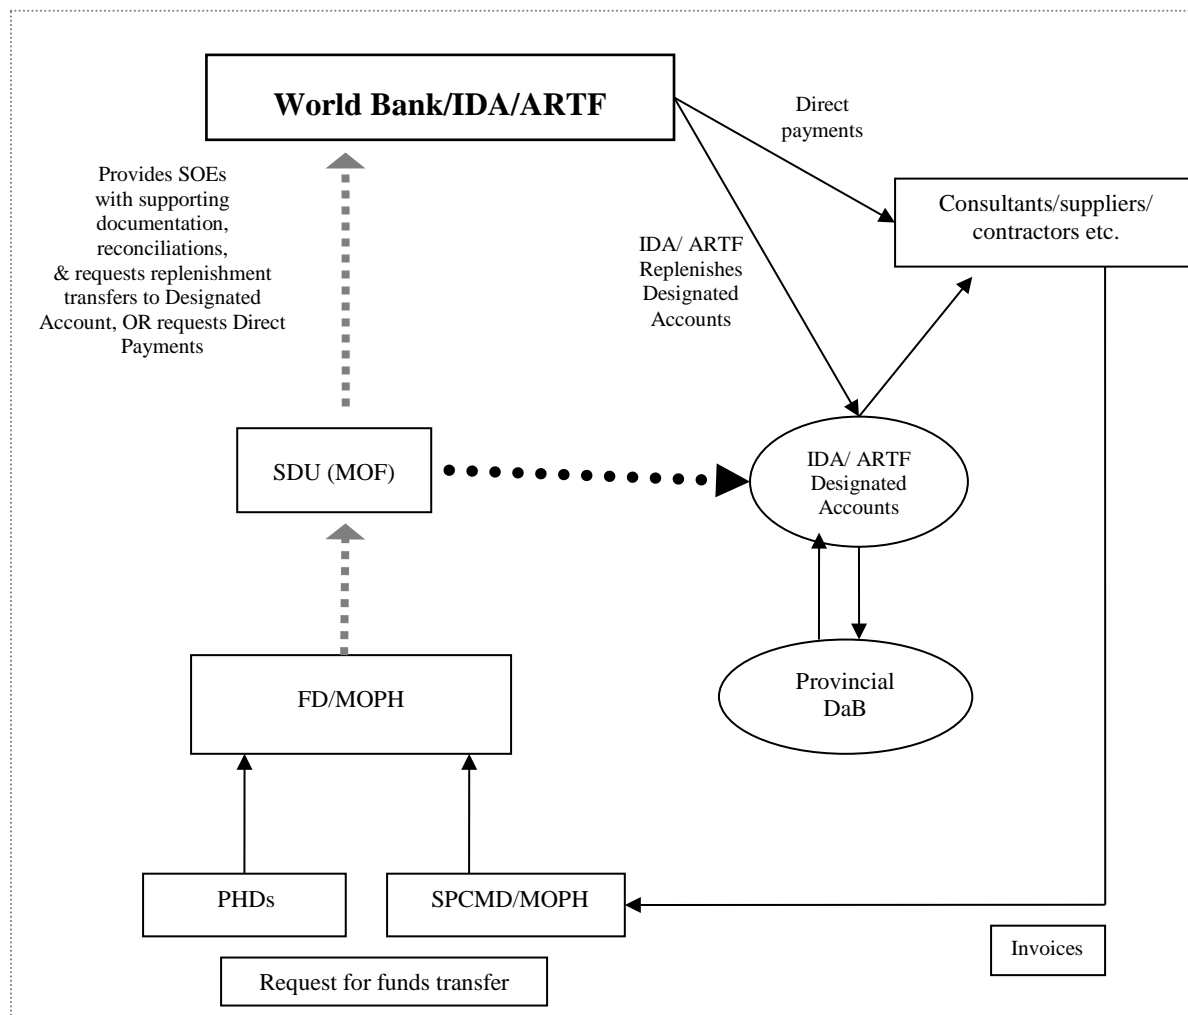 World Bank/IDA/ARTF
Direct
payments
Provides SOEs
with supporting
documentation,
reconciliations,
& requests replenishment
transfers to Designated
Account, OR requests Direct
Payments
Consultants/suppliers/
contractors etc.
IDA/ ARTF
Replenishes
Designated
Accounts
SDU (MOF)
IDA/ ARTF
Designated
Accounts
FD/MOPH
Provincial
DaB
PHDs
SPCMD/MOPH
Invoices
Request for funds transfer